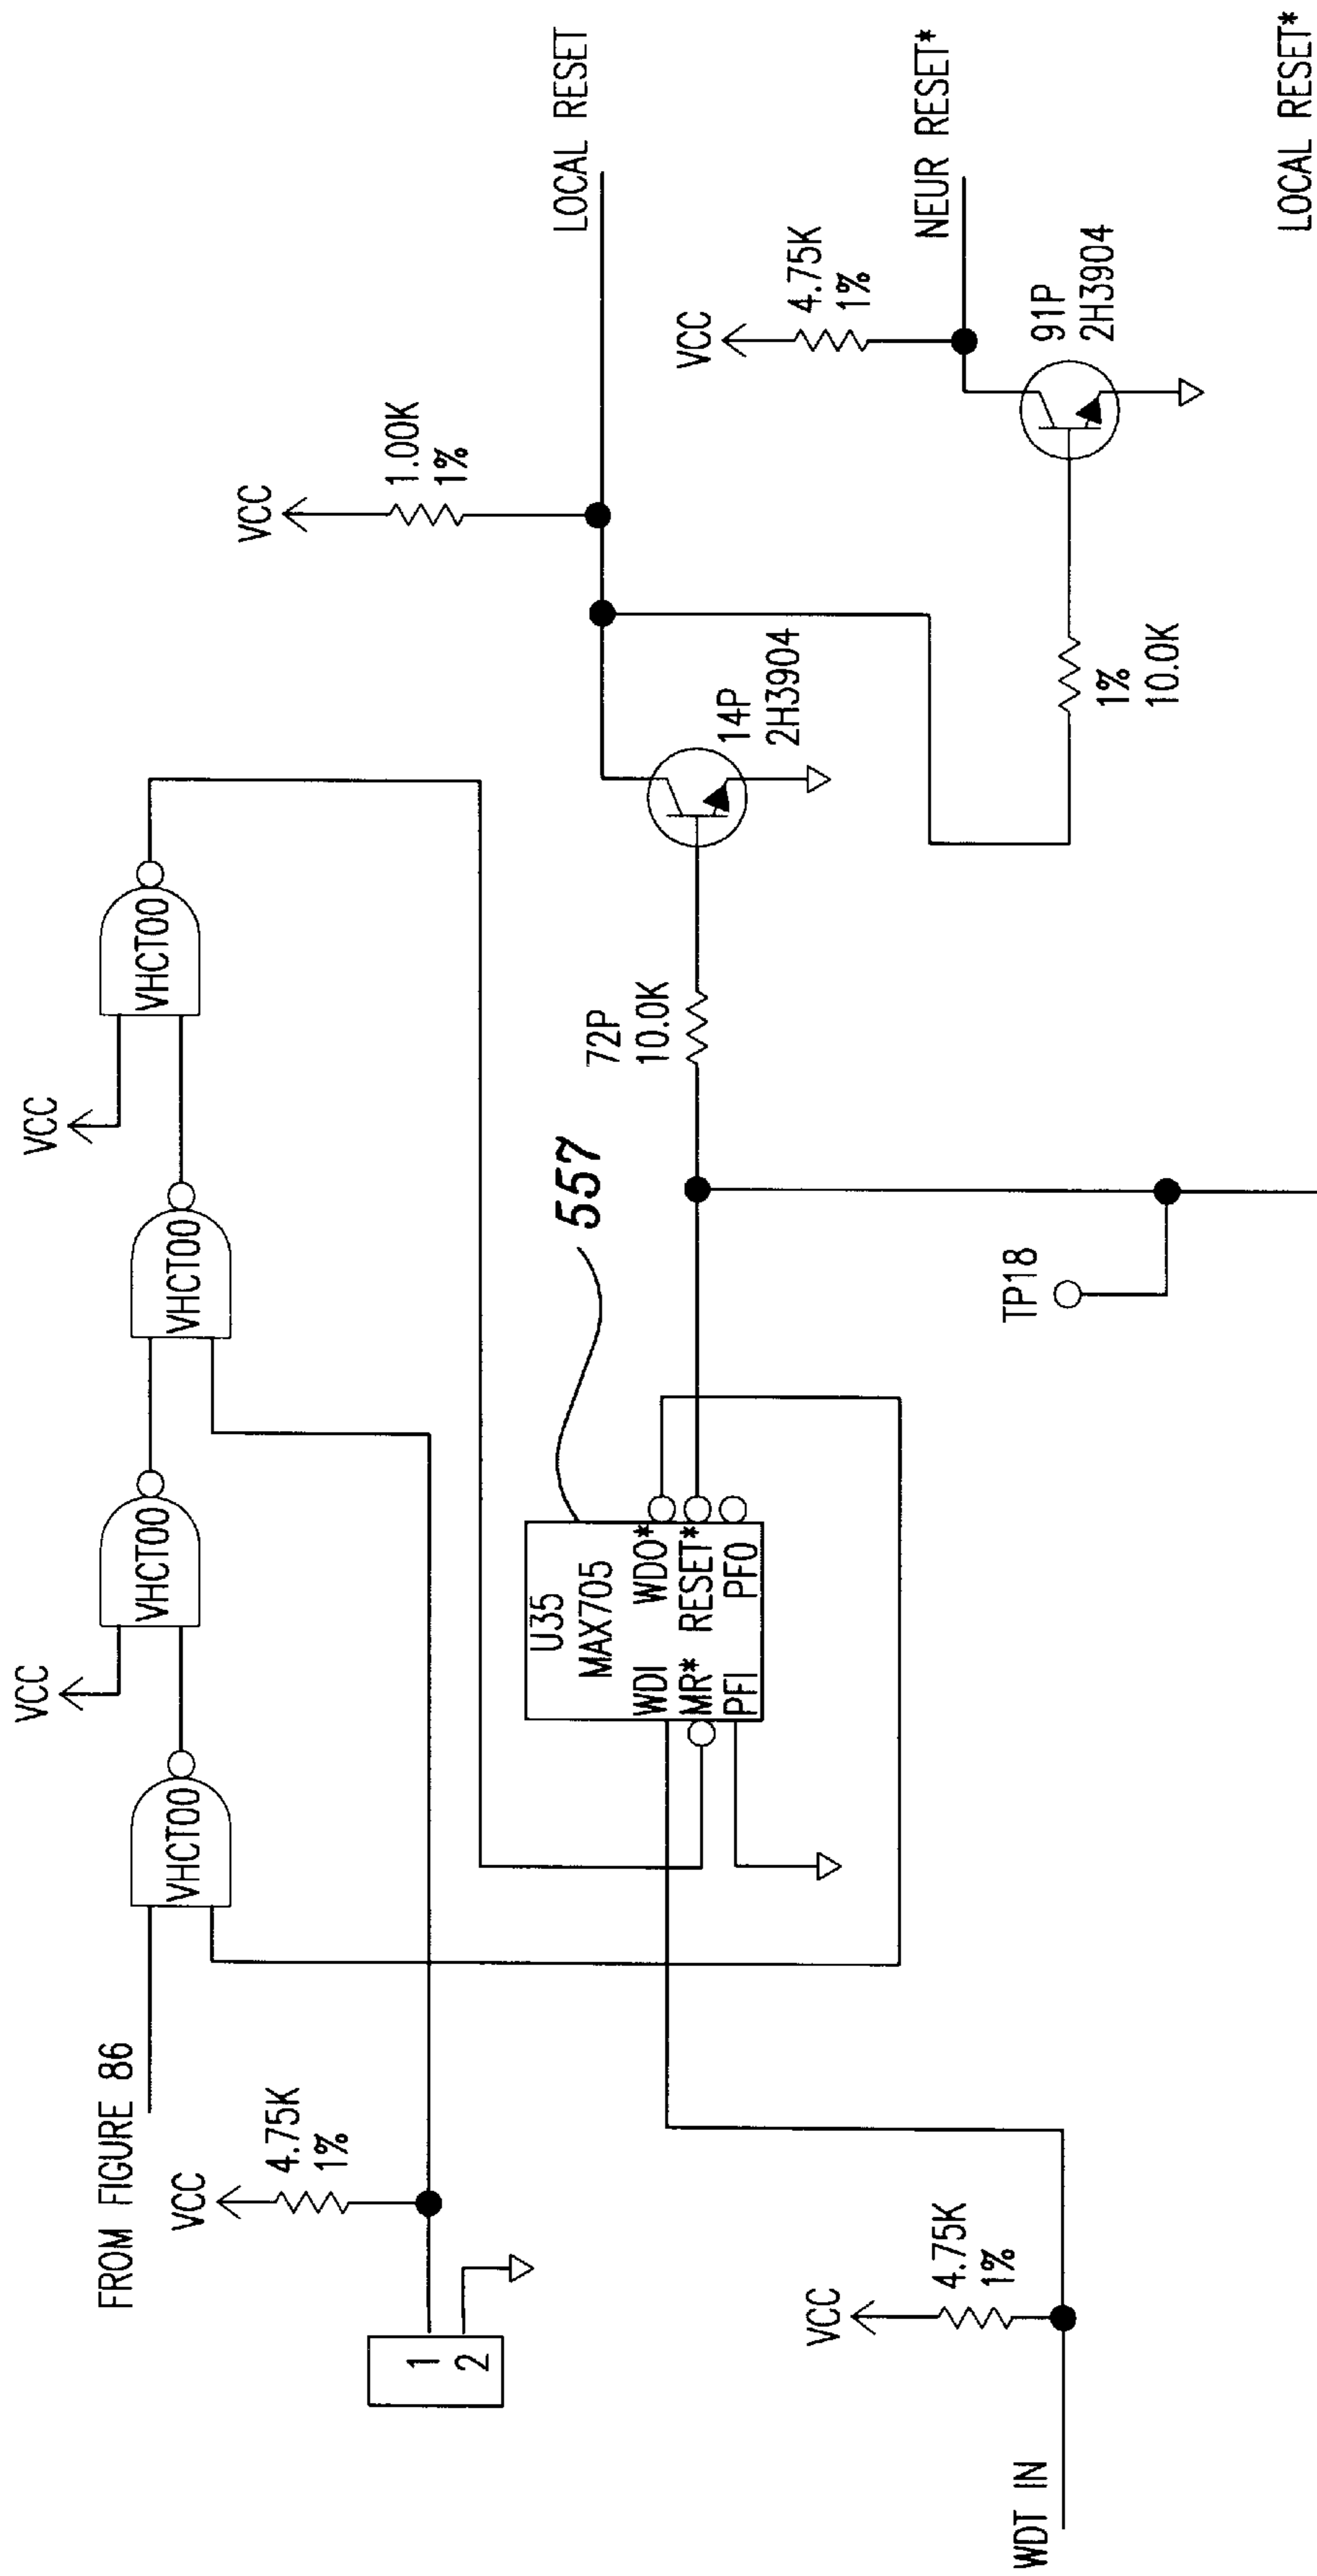 FROM FIGURE 86
VHCT00
VCC
VHCT00
VHCT00
VCC
VHCT00
VCC
4.75K
1%
1
2
VCC
1.00K
1%
LOCAL RESET
U35
MAX705
WDI
WDO*
MR*
RESET*
PFI
PFO
557
72P
10.0K
14P
2H3904
VCC
4.75K
1%
NEUR RESET*
91P
2H3904
1%
10.0K
VCC
4.75K
1%
WDT IN
TP18
LOCAL RESET*